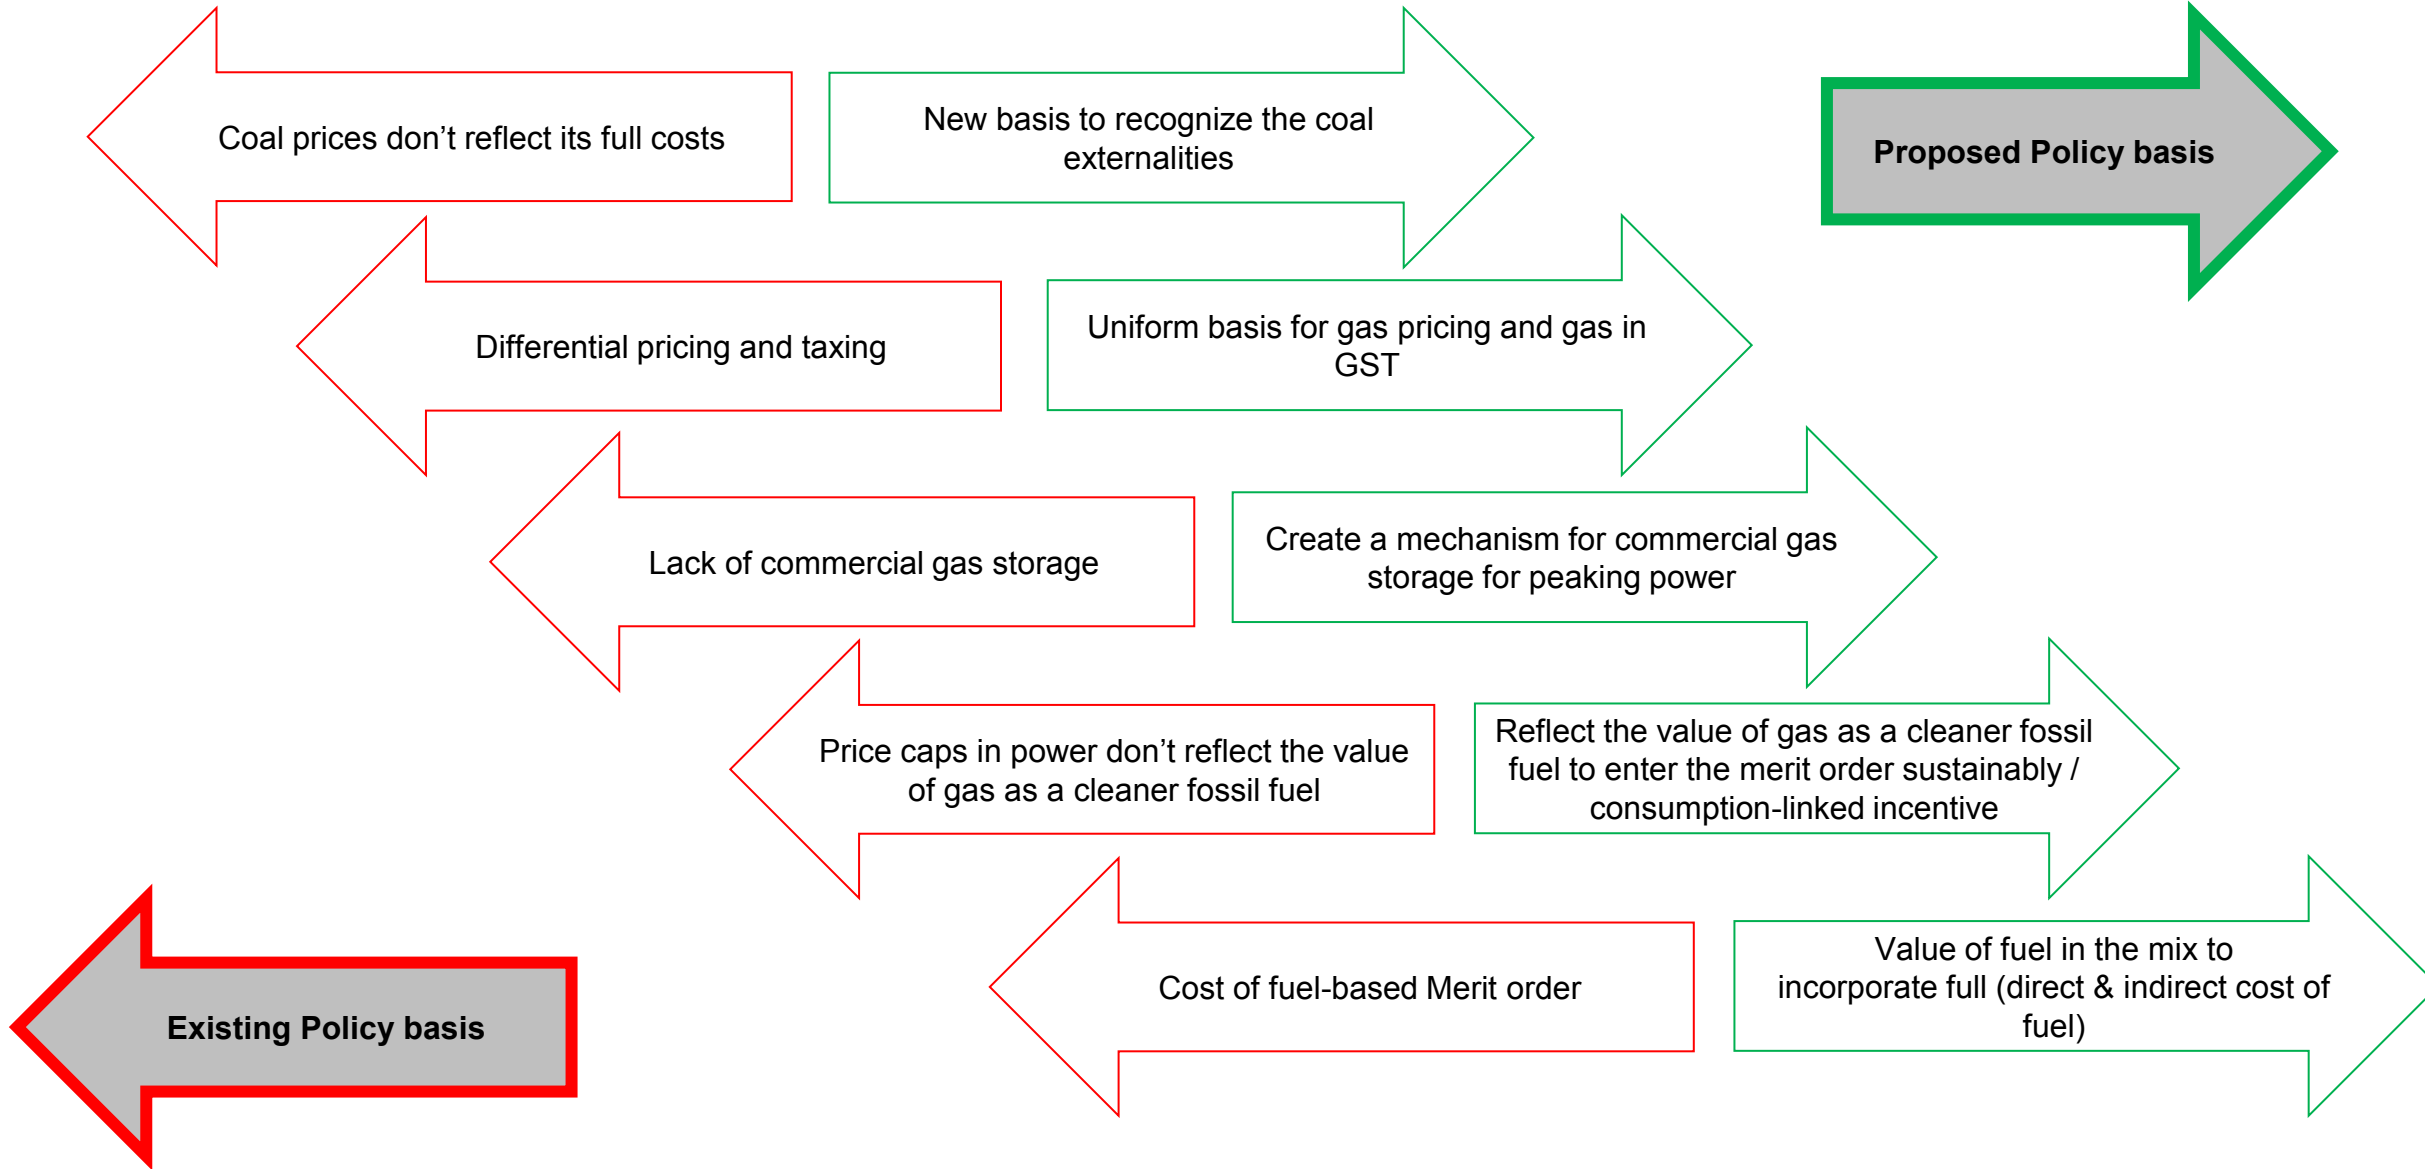 Coal prices don’t reflect its full costs
New basis to recognize the coal
externalities
Proposed Policy basis
Differential pricing and taxing
Uniform basis for gas pricing and gas in
GST
Lack of commercial gas storage
Create a mechanism for commercial gas
storage for peaking power
Price caps in power don’t reflect the value
of gas as a cleaner fossil fuel
Reflect the value of gas as a cleaner fossil
fuel to enter the merit order sustainably /
consumption-linked incentive
Existing Policy basis
Cost of fuel-based Merit order
Value of fuel in the mix to
incorporate full (direct & indirect cost of
fuel)